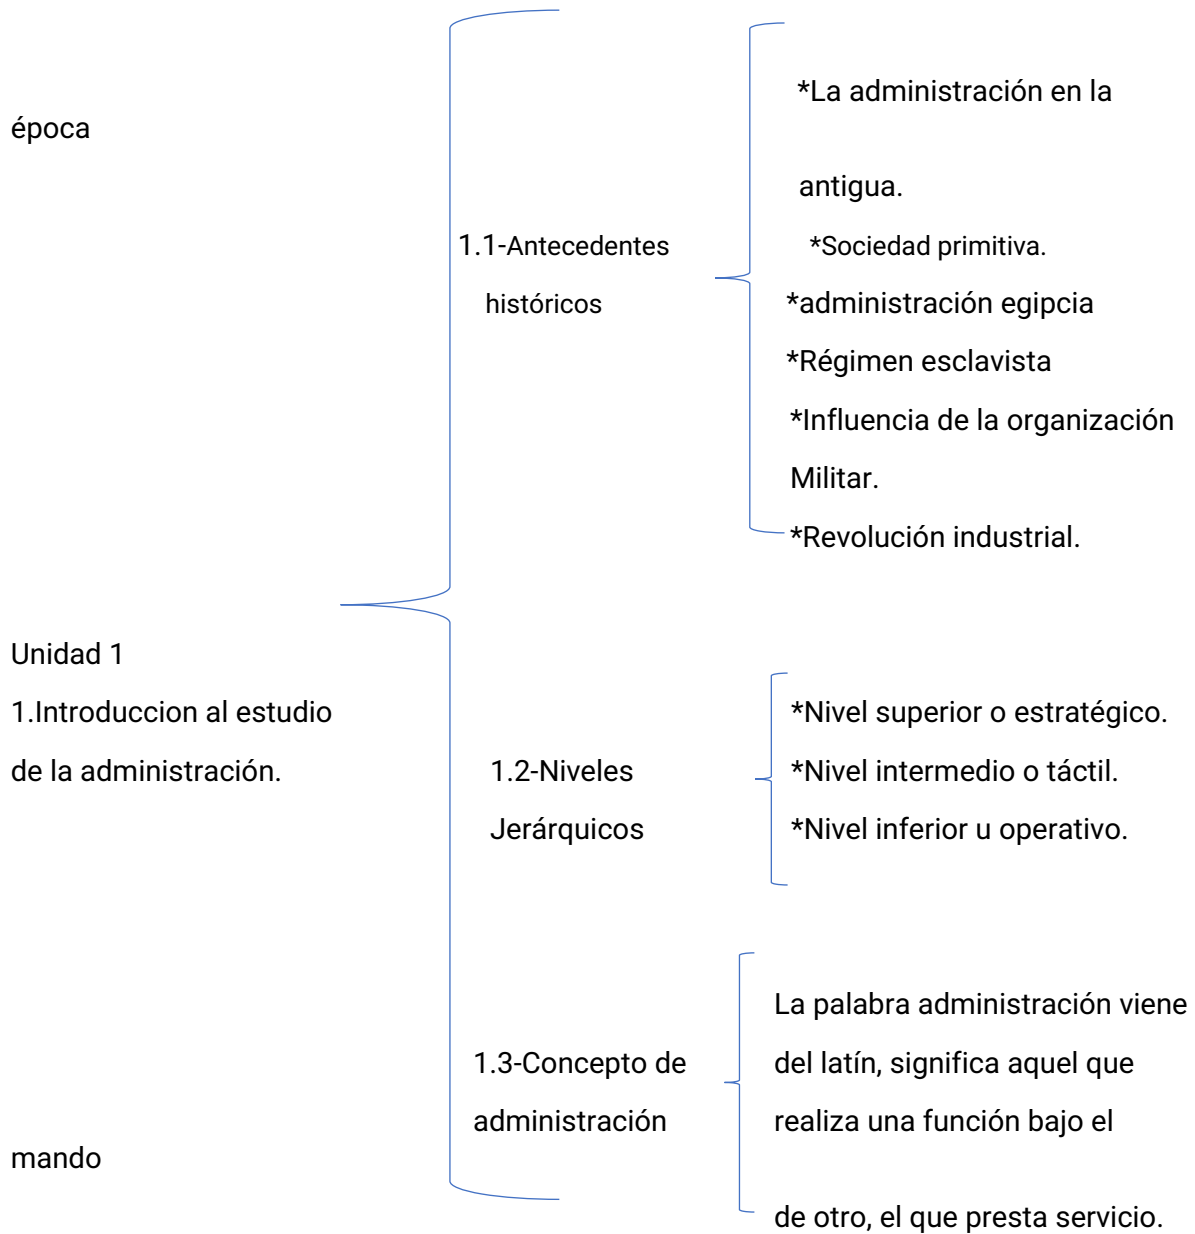 *La administración en la
época
antigua.
1.1-Antecedentes
históricos
*Sociedad primitiva.
*administración egipcia
*Régimen esclavista
*Influencia de la organización
Militar.
*Revolución industrial.
Unidad 1
1.Introduccion al estudio
de la administración.
1.2-Niveles
Jerárquicos
*Nivel superior o estratégico.
*Nivel intermedio o táctil.
*Nivel inferior u operativo.
1.3-Concepto de
administración
La palabra administración viene
del latín, significa aquel que
realiza una función bajo el
mando
de otro, el que presta servicio.